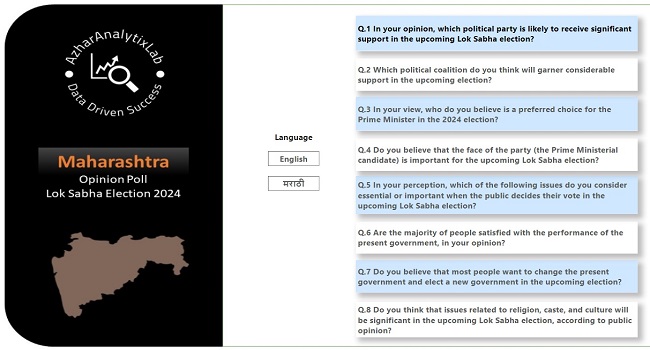 AzharAnalytixLab
Data Driven Success
Maharashtra
Opinion Poll
Lok Sabha Election 2024
Language
English
मराठी
Q.1 In your opinion, which political party is likely to receive significant
support in the upcoming Lok Sabha election?
Q.2 Which political coalition do you think will garner considerable
support in the upcoming election?
Q.3 In your view, who do you believe is a preferred choice for the
Prime Minister in the 2024 election?
Q.4 Do you believe that the face of the party (the Prime Ministerial
candidate) is important for the upcoming Lok Sabha election?
Q.5 In your perception, which of the following issues do you consider
essential or important when the public decides their vote in the
upcoming Lok Sabha election?
Q.6 Are the majority of people satisfied with the performance of the
present government, in your opinion?
Q.7 Do you believe that most people want to change the present
government and elect a new government in the upcoming election?
Q.8 Do you think that issues related to religion, caste, and culture will
be significant in the upcoming Lok Sabha election, according to public
opinion?